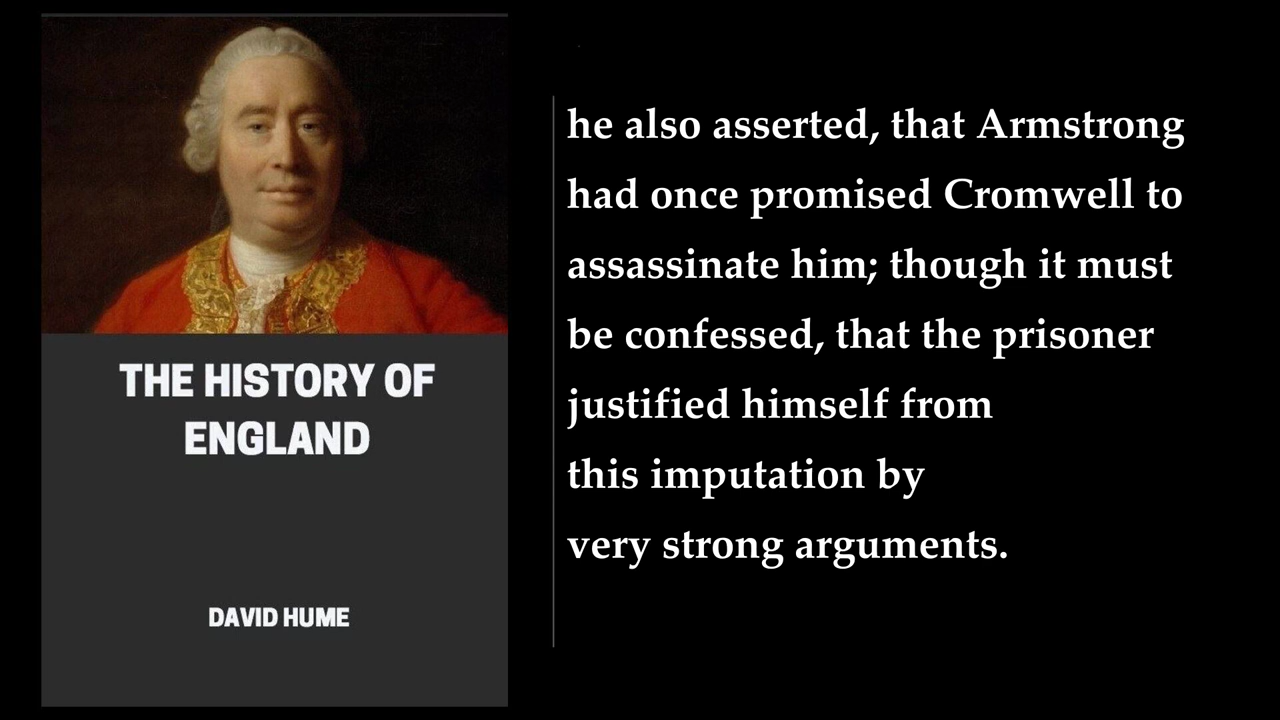 THE HISTORY OF
ENGLAND
DAVID HUME
he also asserted, that Armstrong
had once promised Cromwell to
assassinate him; though it must
be confessed, that the prisoner
justified himself from
this imputation by
very strong arguments.